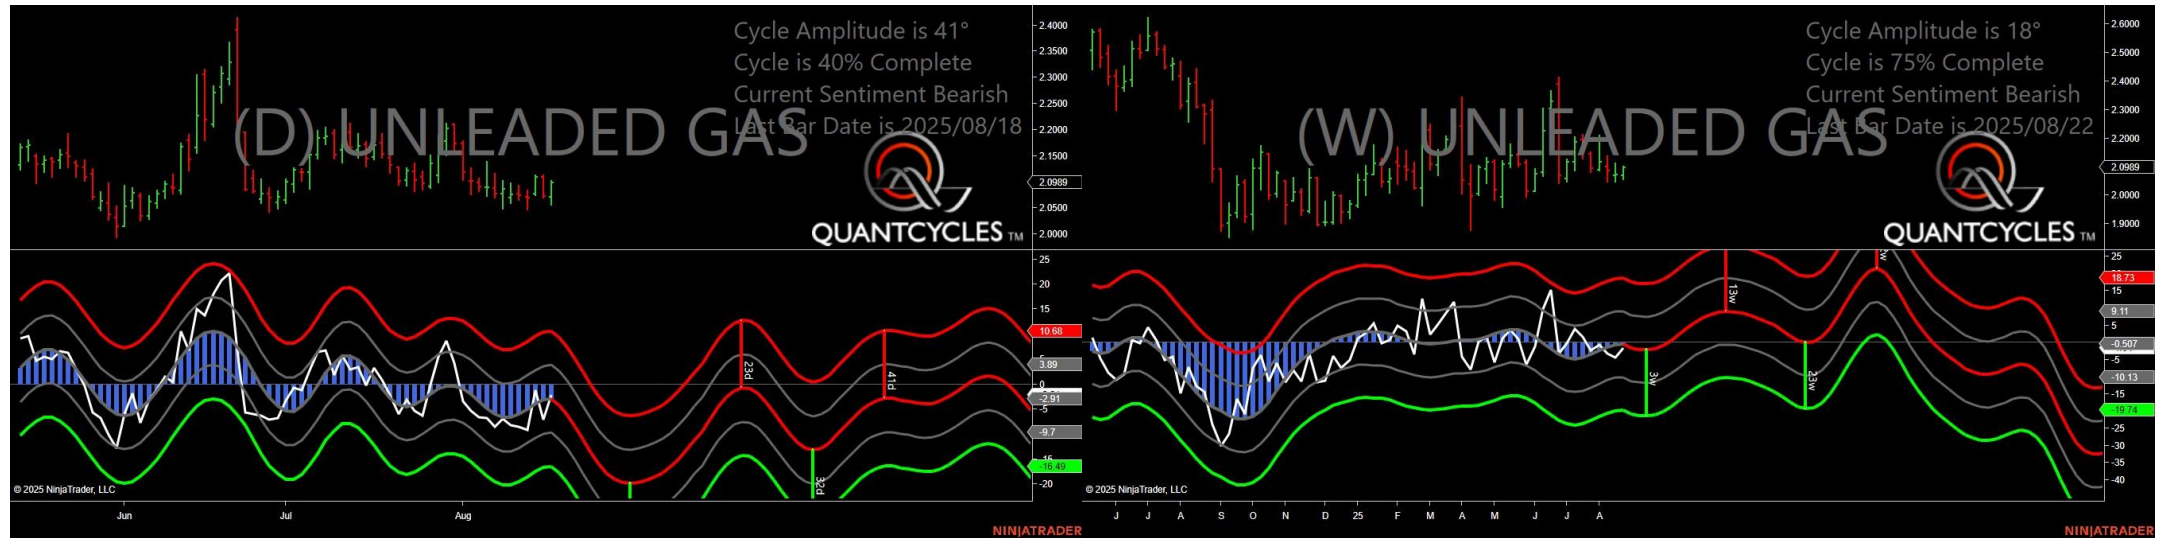 Cycle Amplitude is 41°
Cycle is 40% Complete
Current Sentiment Bearish
Last Bar Date is 2025/08/18
(D) UNLEADED GAS
QUANTCYCLES TM
2.4000
2.3500
2.3000
2.2500
2.2000
2.1500
2.0989
2.0500
2.0000
25
20
15
10.68
5
3.89
0
-2.91
-5
-9.7
-15
-16.49
-20
23d
41d
32d
© 2025 NinjaTrader, LLC
Jun Jul Aug
NINJATRADER
Cycle Amplitude is 18°
Cycle is 75% Complete
Current Sentiment Bearish
Last Bar Date is 2025/08/22
(W) UNLEADED GAS
QUANTCYCLES TM
2.6000
2.5000
2.4000
2.3000
2.2000
2.0989
2.0000
1.9000
25
18.73
15
9.11
5
-0.507
-5
-10.13
-19.74
-25
-30
-35
-40
3w
13w
23w
© 2025 NinjaTrader, LLC
J J A S O N D 25 F M A M J J A
NINJATRADER